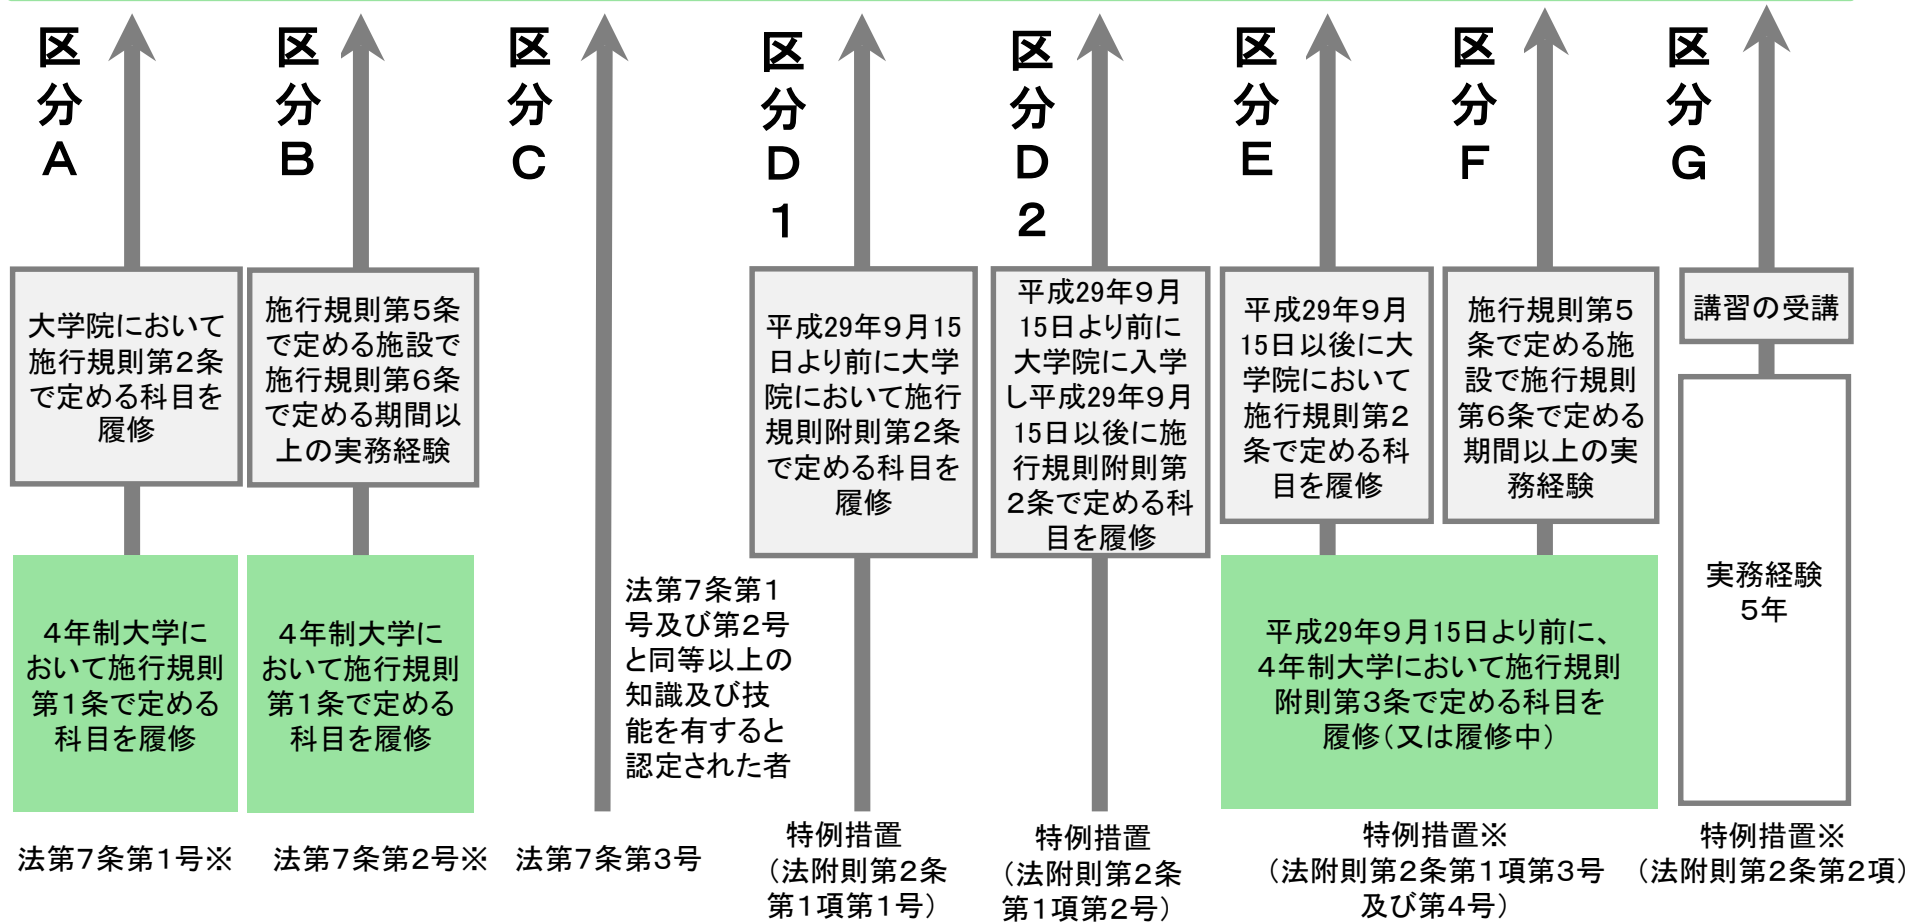 区
分
A
区
分
B
区
分
C
区
分
D
1
区
分
D
2
区
分
E
区
分
F
区
分
G
大学院において
施行規則第2条
で定める科目を
履修
施行規則第5条
で定める施設で
施行規則第6条
で定める期間以
上の実務経験
平成29年9月15
日より前に大学
院において施行
規則附則第2条
で定める科目を
履修
平成29年9月
15日より前に
大学院に入学
し平成29年9月
15日以後に施
行規則附則第
2条で定める科
目を履修
平成29年9月
15日以後に大
学院において
施行規則第2
条で定める科
目を履修
施行規則第5
条で定める施
設で施行規則
第6条で定める
期間以上の実
務経験
講習の受講
実務経験
5年
4年制大学に
おいて施行規則
第1条で定める
科目を履修
4年制大学に
おいて施行規則
第1条で定める
科目を履修
法第7条第1
号及び第2号
と同等以上の
知識及び技
能を有すると
認定された者
平成29年9月15日より前に、
4年制大学において施行規則
附則第3条で定める科目を
履修(又は履修中)
法第7条第1号※
法第7条第2号※
法第7条第3号
特例措置
(法附則第2条
第1項第1号)
特例措置
(法附則第2条
第1項第2号)
特例措置※
(法附則第2条第1項第3号
及び第4号)
特例措置※
(法附則第2条第2項)